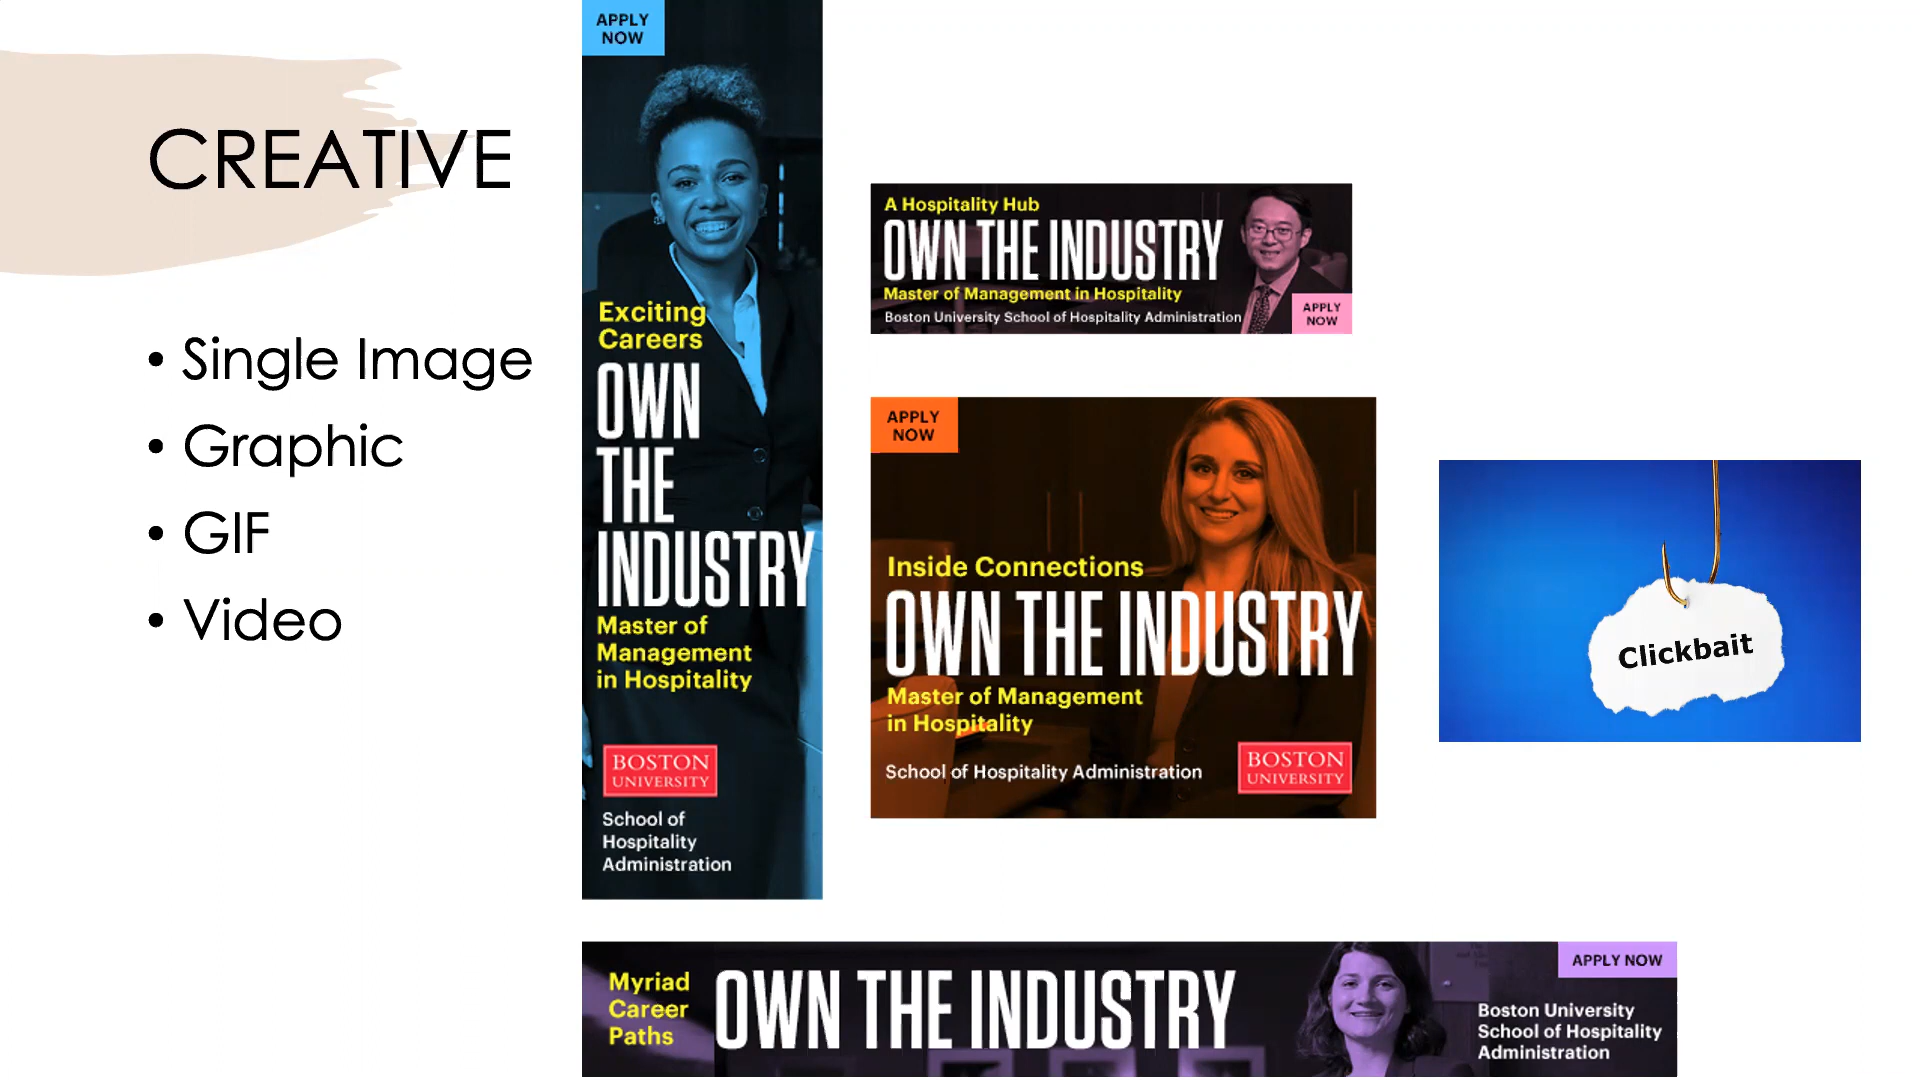 CREATIVE
• Single Image
• Graphic
• GIF
• Video
APPLY
NOW
Exciting
Careers
OWN
THE
INDUSTRY
Master of
Management
in Hospitality
BOSTON
UNIVERSITY
School of
Hospitality
Administration
A Hospitality Hub
OWN THE INDUSTRY
Master of Management in Hospitality
Boston University School of Hospitality Administration
APPLY
NOW
APPLY
NOW
Inside Connections
OWN THE INDUSTRY
Master of Management
in Hospitality
School of Hospitality Administration
BOSTON
UNIVERSITY
Clickbait
Myriad
Career
Paths
OWN THE INDUSTRY
APPLY NOW
Boston University
School of Hospitality
Administration